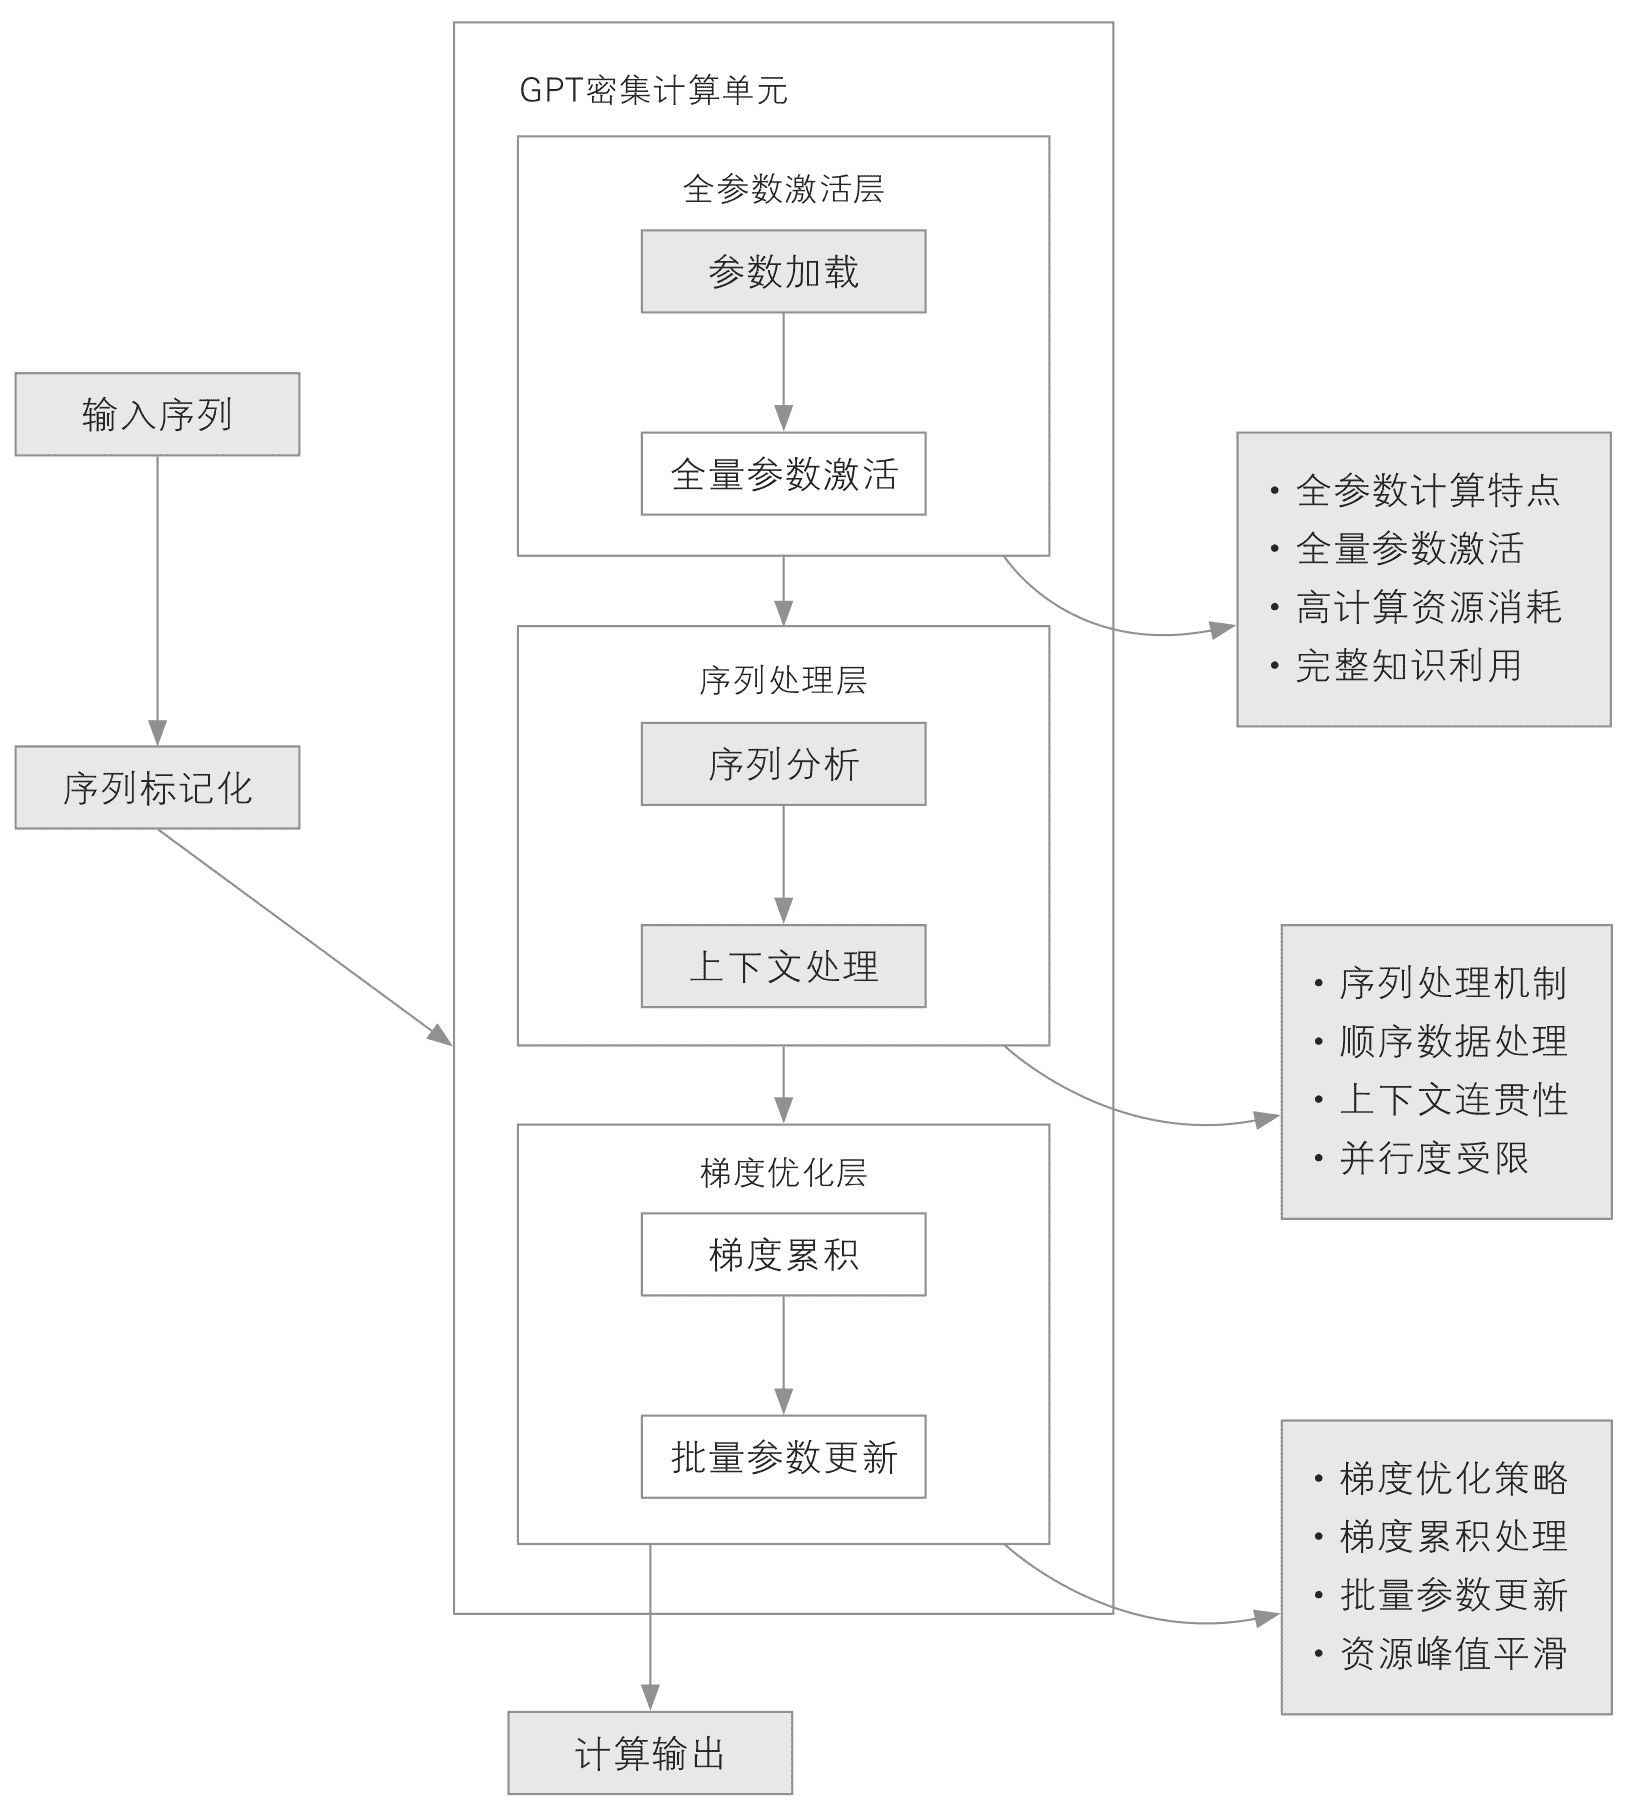 GPT密集计算单元
全参数激活层
参数加载
全量参数激活
输入序列
序列标记化
序列处理层
序列分析
上下文处理
梯度优化层
梯度累积
批量参数更新
计算输出
• 全参数计算特点
• 全量参数激活
• 高计算资源消耗
• 完整知识利用
• 序列处理机制
• 顺序数据处理
• 上下文连贯性
• 并行度受限
• 梯度优化策略
• 梯度累积处理
• 批量参数更新
• 资源峰值平滑